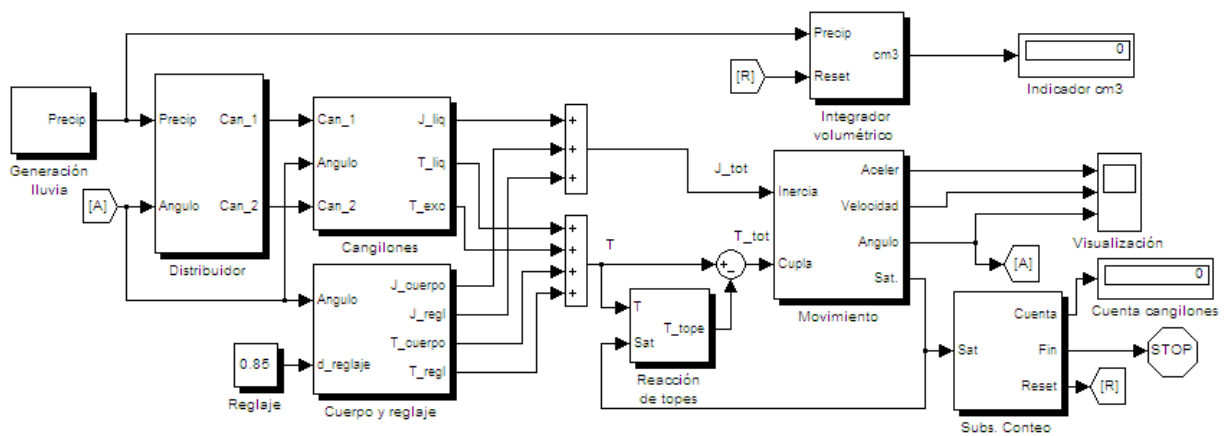 Precip
Generación
lluvia
[A]
Precip
Angulo
Can_1
Can_2
Distribuidor
Can_1
Angulo
Can_2
J_liq
T_liq
T_exc
Cangilones
Angulo
d_reglaje
J_cuerpo
J_regl
T_cuerpo
T_regl
Cuerpo y reglaje
0.85
Reglaje
+
+
+
+
+
+
+
T
T
Sat
T_tope
Reacción
de topes
+
-
J_tot
T_tot
Inercia
Cupla
Aceler
Velocidad
Angulo
Sat.
Movimiento
[R]
Precip
Reset
cm3
Integrador
volumétrico
0
Indicador cm3
Visualización
[A]
0
Cuenta cangilones
Sat
Cuenta
Fin
Reset
Subs. Conteo
STOP
[R]